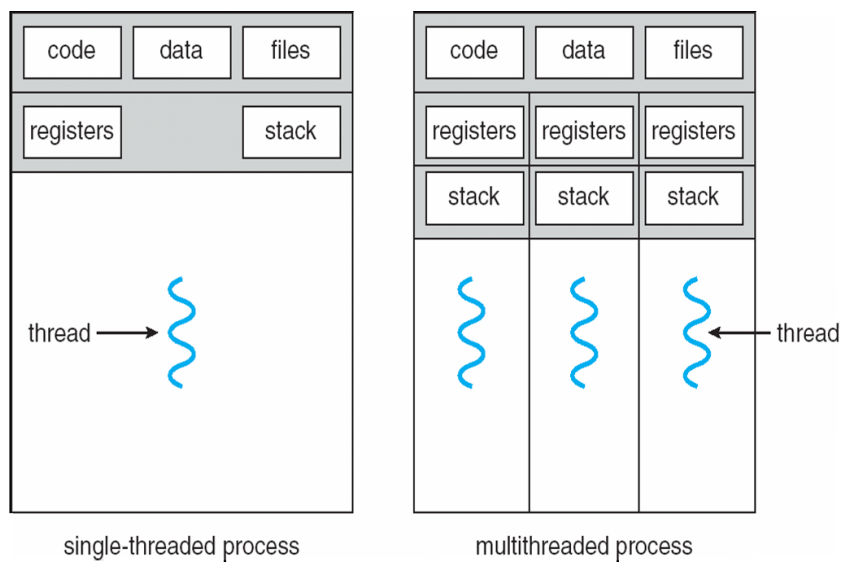 code data files
registers stack
thread
single-threaded process
code data files
registers registers registers
stack stack stack
thread
multithreaded process